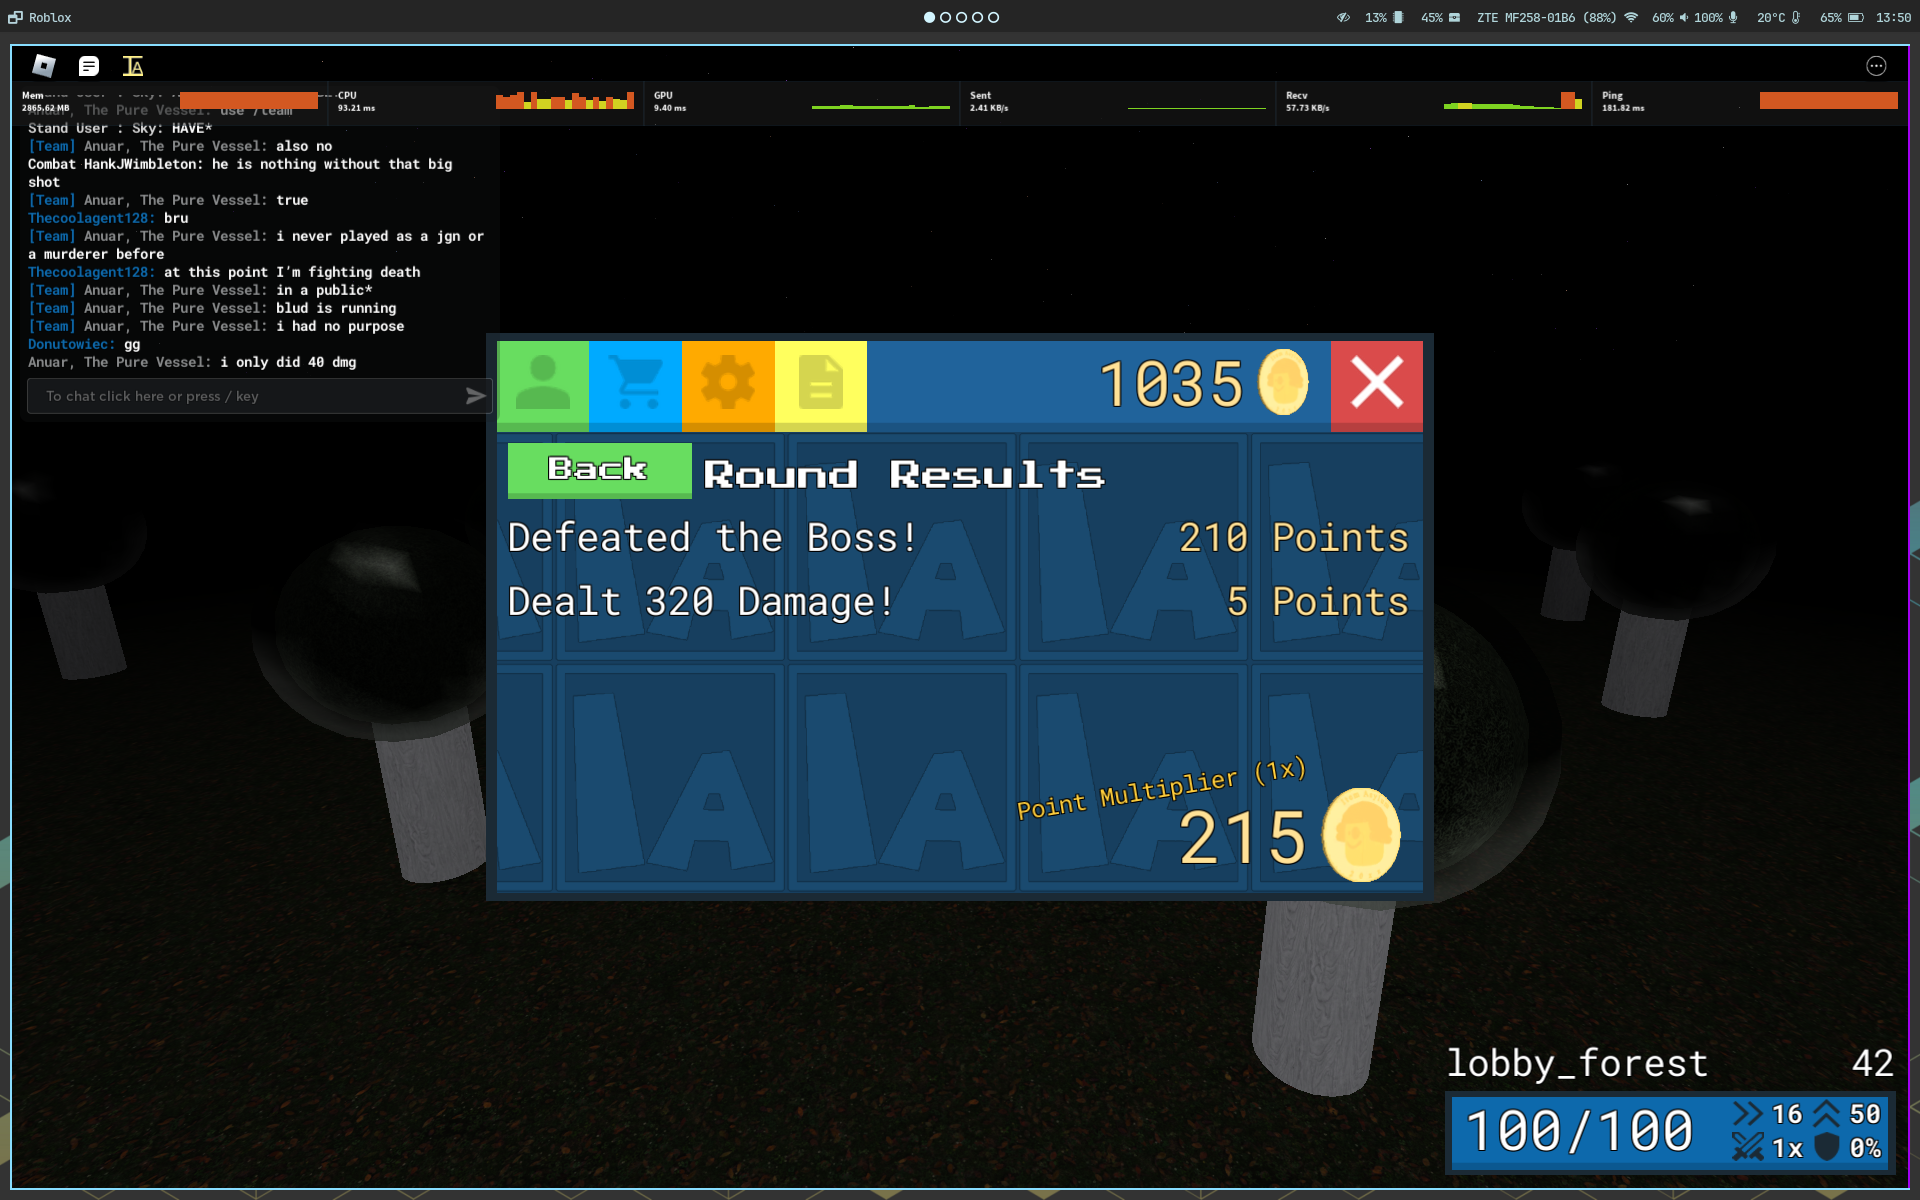 Roblox
13% 45% ZTE MF258-01B6 (88%) 60% 100% 20°C 65% 13:50
Mem
2865.62 MB
CPU
93.21 ms
GPU
9.40 ms
Sent
2.41 KB/s
Recv
57.73 KB/s
Ping
181.82 ms
Anuar, The Pure Vessel: use /team
Stand User : Sky: HAVE*
[Team] Anuar, The Pure Vessel: also no
Combat HankJWimbleton: he is nothing without that big
shot
[Team] Anuar, The Pure Vessel: true
Thecoolagent128: bru
[Team] Anuar, The Pure Vessel: i never played as a jgn or
a murderer before
Thecoolagent128: at this point I'm fighting death
[Team] Anuar, The Pure Vessel: in a public*
[Team] Anuar, The Pure Vessel: blud is running
[Team] Anuar, The Pure Vessel: i had no purpose
Donutowiec: gg
Anuar, The Pure Vessel: i only did 40 dmg
To chat click here or press / key
1035
Back
Round Results
Defeated the Boss! 210 Points
Dealt 320 Damage! 5 Points
Point Multiplier (1x)
215
lobby_forest 42
100/100
16 50
1x 0%